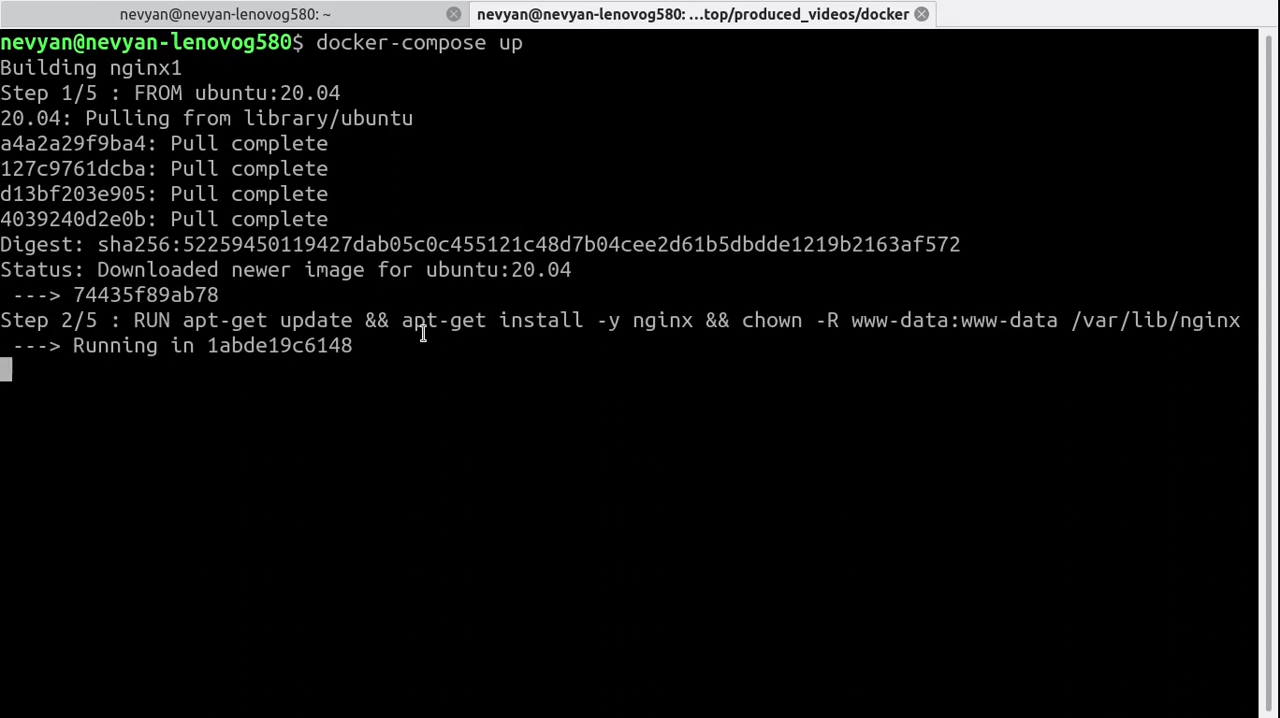 nevyan@nevyan-lenovog580: ~
nevyan@nevyan-lenovog580: ...top/produced_videos/docker
nevyan@nevyan-lenovog580$ docker-compose up
Building nginx1
Step 1/5 : FROM ubuntu:20.04
20.04: Pulling from library/ubuntu
a4a2a29f9ba4: Pull complete
127c9761dcba: Pull complete
d13bf203e905: Pull complete
4039240d2e0b: Pull complete
Digest: sha256:52259450119427dab05c0c455121c48d7b04cee2d61b5dbdde1219b2163af572
Status: Downloaded newer image for ubuntu:20.04
 ---> 74435f89ab78
Step 2/5 : RUN apt-get update && apt-get install -y nginx && chown -R www-data:www-data /var/lib/nginx
 ---> Running in 1abde19c6148